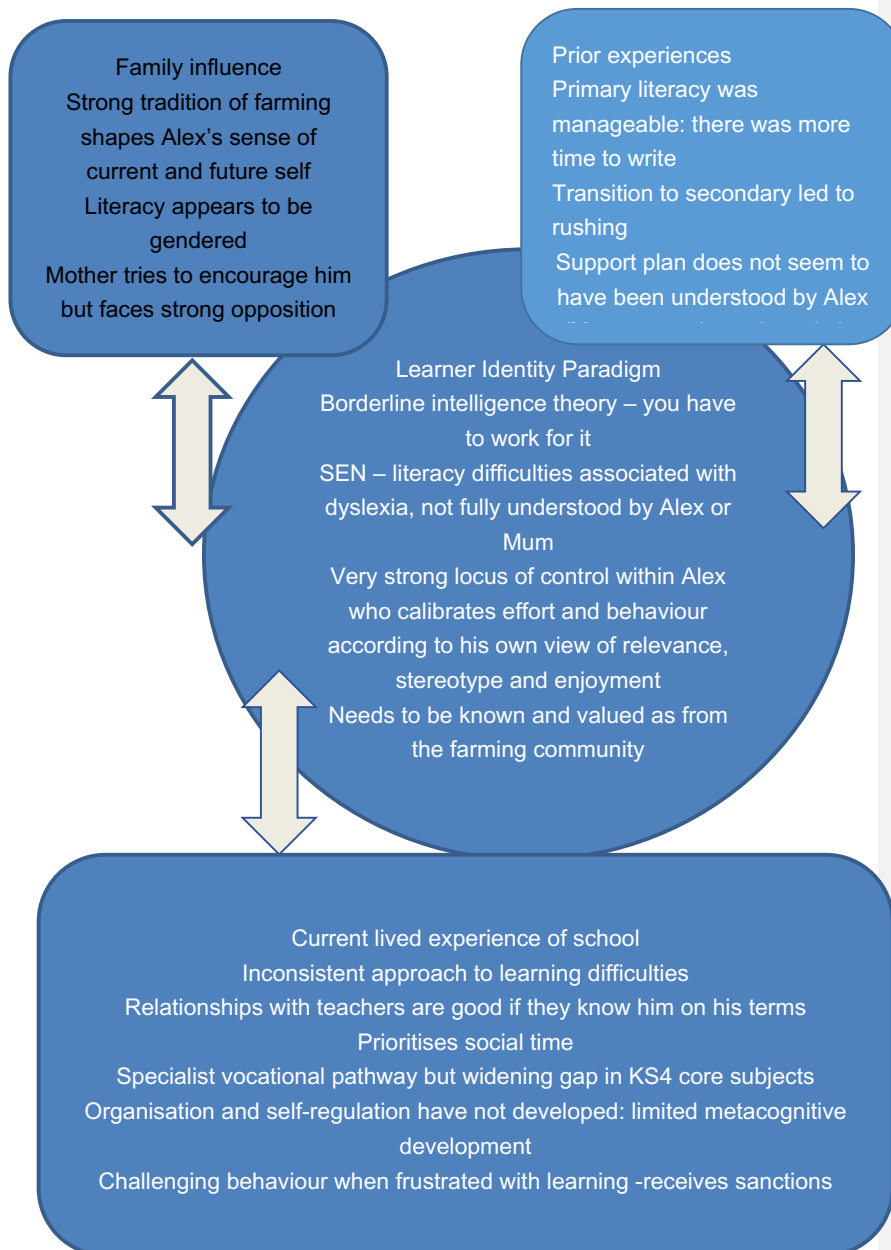 Family influence
Strong tradition of farming
shapes Alex’s sense of
current and future self
Literacy appears to be
gendered
Mother tries to encourage him
but faces strong opposition
Prior experiences
Primary literacy was
manageable: there was more
time to write
Transition to secondary led to
rushing
Support plan does not seem to
have been understood by Alex
Learner Identity Paradigm
Borderline intelligence theory – you have
to work for it
SEN – literacy difficulties associated with
dyslexia, not fully understood by Alex or
Mum
Very strong locus of control within Alex
who calibrates effort and behaviour
according to his own view of relevance,
stereotype and enjoyment
Needs to be known and valued as from
the farming community
Current lived experience of school
Inconsistent approach to learning difficulties
Relationships with teachers are good if they know him on his terms
Prioritises social time
Specialist vocational pathway but widening gap in KS4 core subjects
Organisation and self-regulation have not developed: limited metacognitive
development
Challenging behaviour when frustrated with learning -receives sanctions